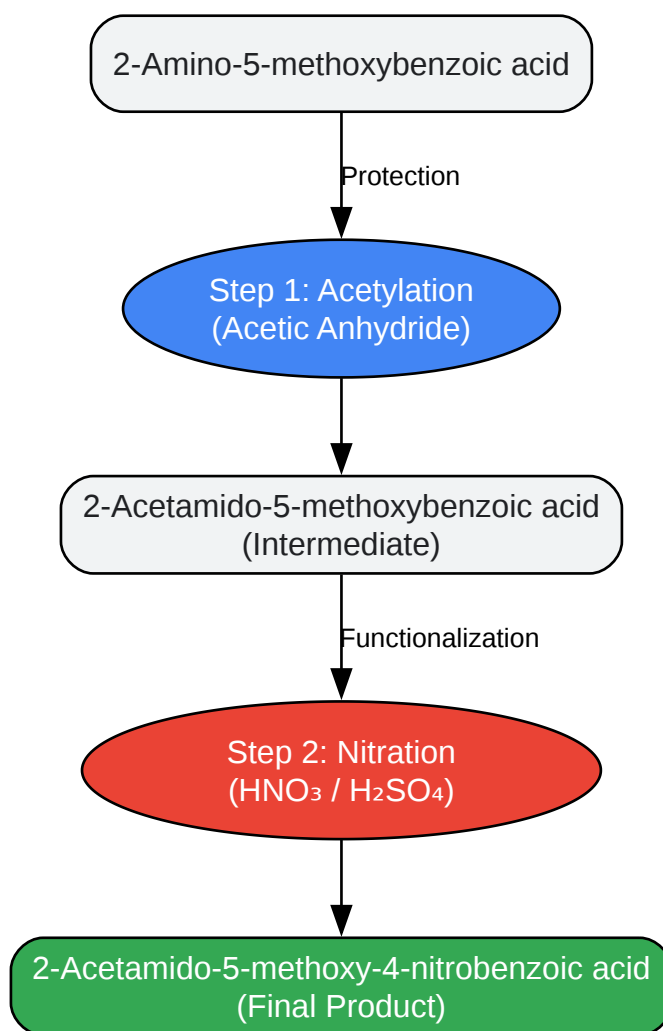 2-Amino-5-methoxybenzoic acid
Protection
Step 1: Acetylation
(Acetic Anhydride)
2-Acetamido-5-methoxybenzoic acid
(Intermediate)
Functionalization
Step 2: Nitration
(HNO₃ / H₂SO₄)
2-Acetamido-5-methoxy-4-nitrobenzoic acid
(Final Product)